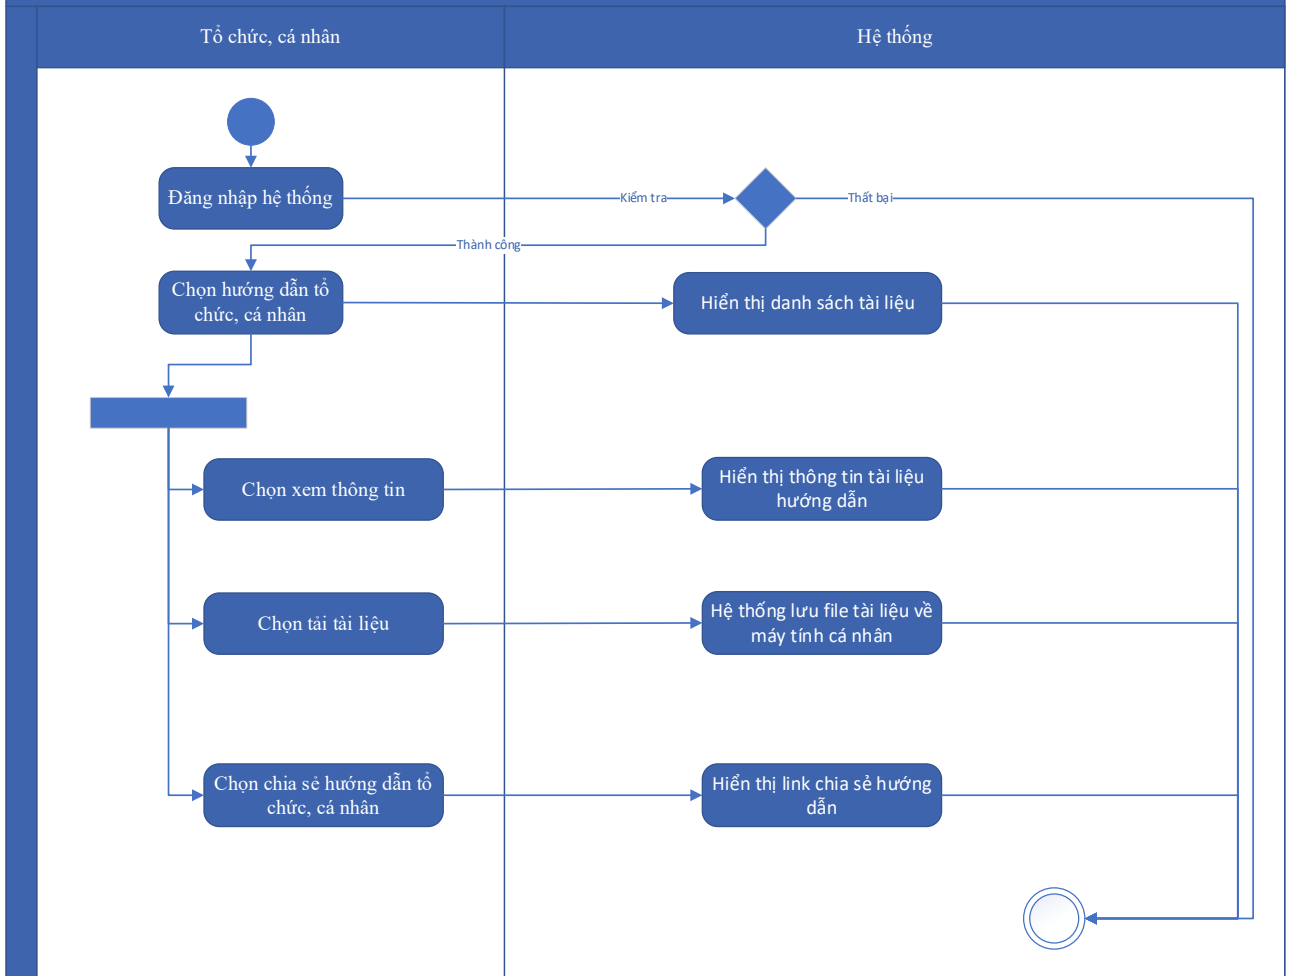 Tổ chức, cá nhân
Hệ thống
Đăng nhập hệ thống
Kiểm tra
Thất bại
Thành công
Chọn hướng dẫn tổ
chức, cá nhân
Hiển thị danh sách tài liệu
Chọn xem thông tin
Hiển thị thông tin tài liệu
hướng dẫn
Chọn tải tài liệu
Hệ thống lưu file tài liệu về
máy tính cá nhân
Chọn chia sẻ hướng dẫn tổ
chức, cá nhân
Hiển thị link chia sẻ hướng
dẫn